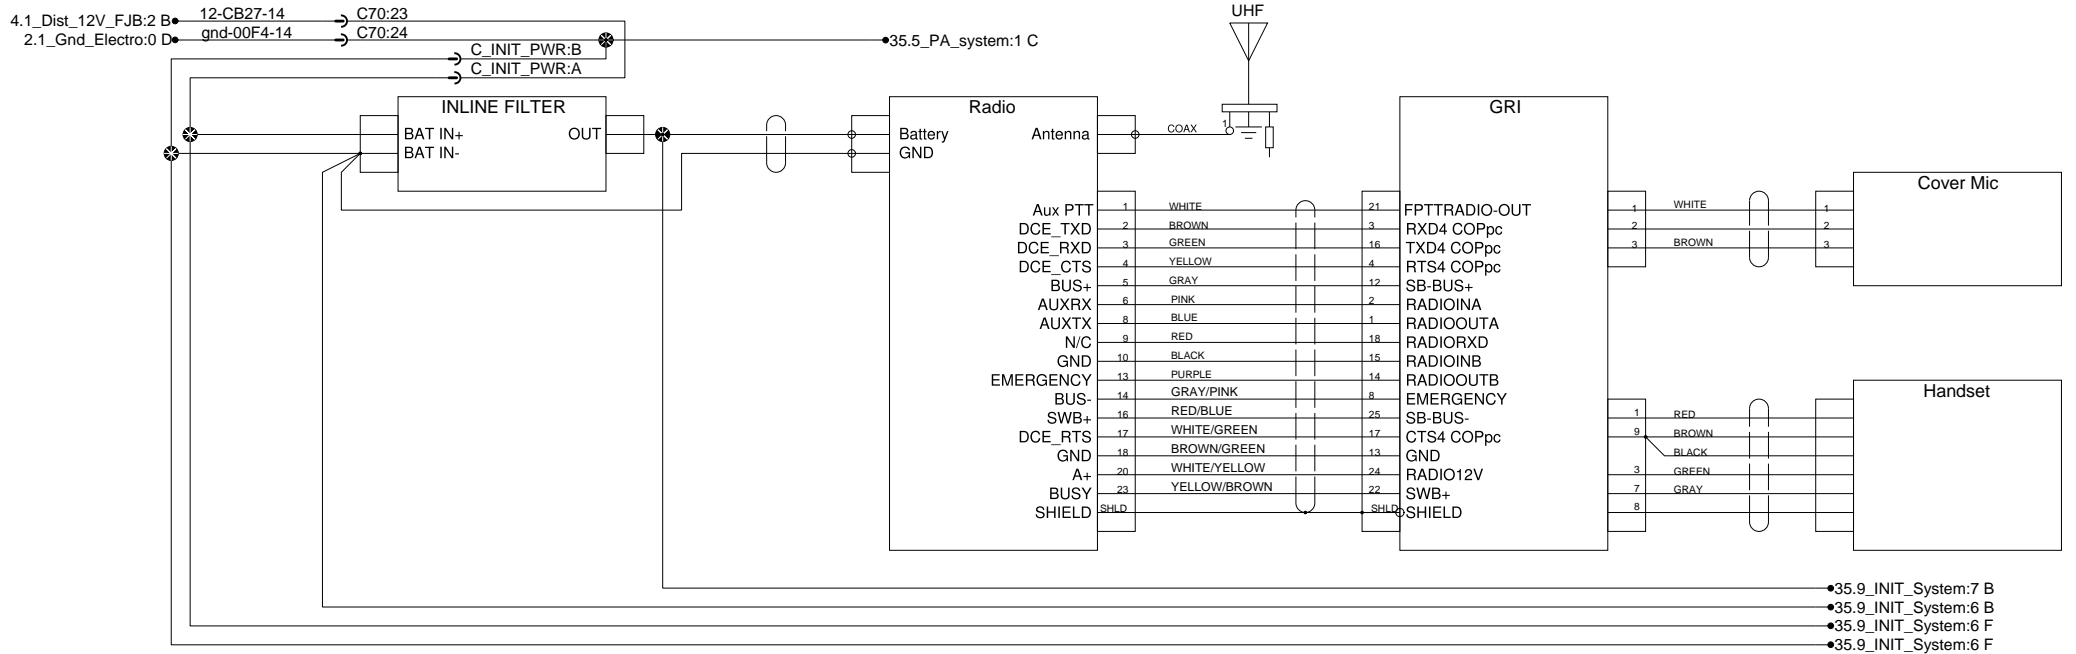 UHF
4.1_Dist_12V_FJB:2 B 12-CB27-14 C70:23
2.1_Gnd_Electro:0 D gnd-00F4-14 C70:24
35.5_PA_system:1 C
C_INIT_PWR:B
C_INIT_PWR:A
INLINE FILTER
BAT IN+ OUT
BAT IN-
Radio
Battery Antenna COAX 1
GND
GRI
Aux PTT 1 WHITE 21 FPTTRADIO-OUT
DCE_TXD 2 BROWN 3 RXD4 COPpc
DCE_RXD 3 GREEN 16 TXD4 COPpc
DCE_CTS 4 YELLOW 4 RTS4 COPpc
BUS+ 5 GRAY 12 SB-BUS+
AUXRX 6 PINK 2 RADIOINA
AUXTX 8 BLUE 1 RADIOOUTA
N/C 9 RED 18 RADIORXD
GND 10 BLACK 15 RADIOINB
EMERGENCY 13 PURPLE 14 RADIOOUTB
BUS- 14 GRAY/PINK 8 EMERGENCY
SWB+ 16 RED/BLUE 25 SB-BUS-
DCE_RTS 17 WHITE/GREEN 17 CTS4 COPpc
GND 18 BROWN/GREEN 13 GND
A+ 20 WHITE/YELLOW 24 RADIO12V
BUSY 23 YELLOW/BROWN 22 SWB+
SHIELD SHLD SHLD SHIELD
Cover Mic
1 WHITE 1
2 2
3 BROWN 3
Handset
1 RED
9 BROWN
BLACK
3 GREEN
7 GRAY
8
35.9_INIT_System:7 B
35.9_INIT_System:6 B
35.9_INIT_System:6 F
35.9_INIT_System:6 F